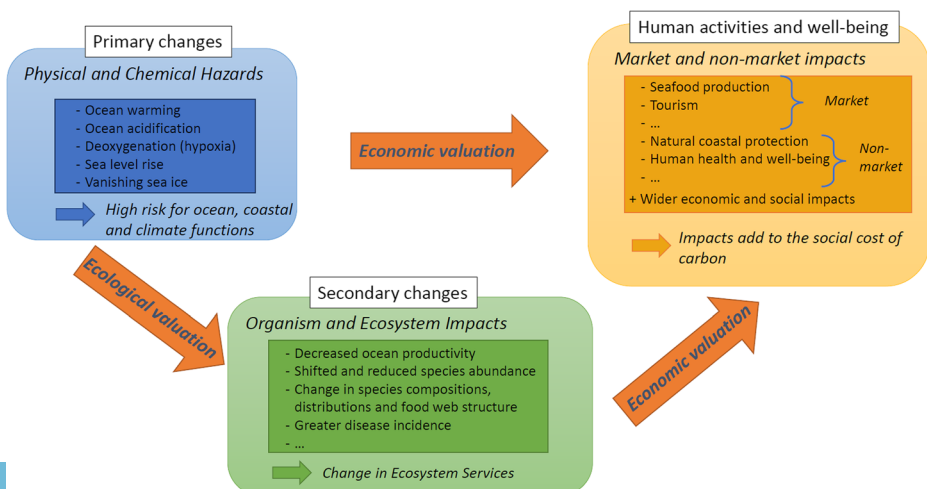 Primary changes
Physical and Chemical Hazards
- Ocean warming
- Ocean acidification
- Deoxygenation (hypoxia)
- Sea level rise
- Vanishing sea ice
High risk for ocean, coastal
and climate functions
Economic valuation
Human activities and well-being
Market and non-market impacts
- Seafood production
- Tourism
- ...
Market
- Natural coastal protection
- Human health and well-being
- ...
Non-
market
+ Wider economic and social impacts
Impacts add to the social cost of
carbon
Ecological valuation
Secondary changes
Organism and Ecosystem Impacts
- Decreased ocean productivity
- Shifted and reduced species abundance
- Change in species compositions,
distributions and food web structure
- Greater disease incidence
- ...
Change in Ecosystem Services
Economic valuation